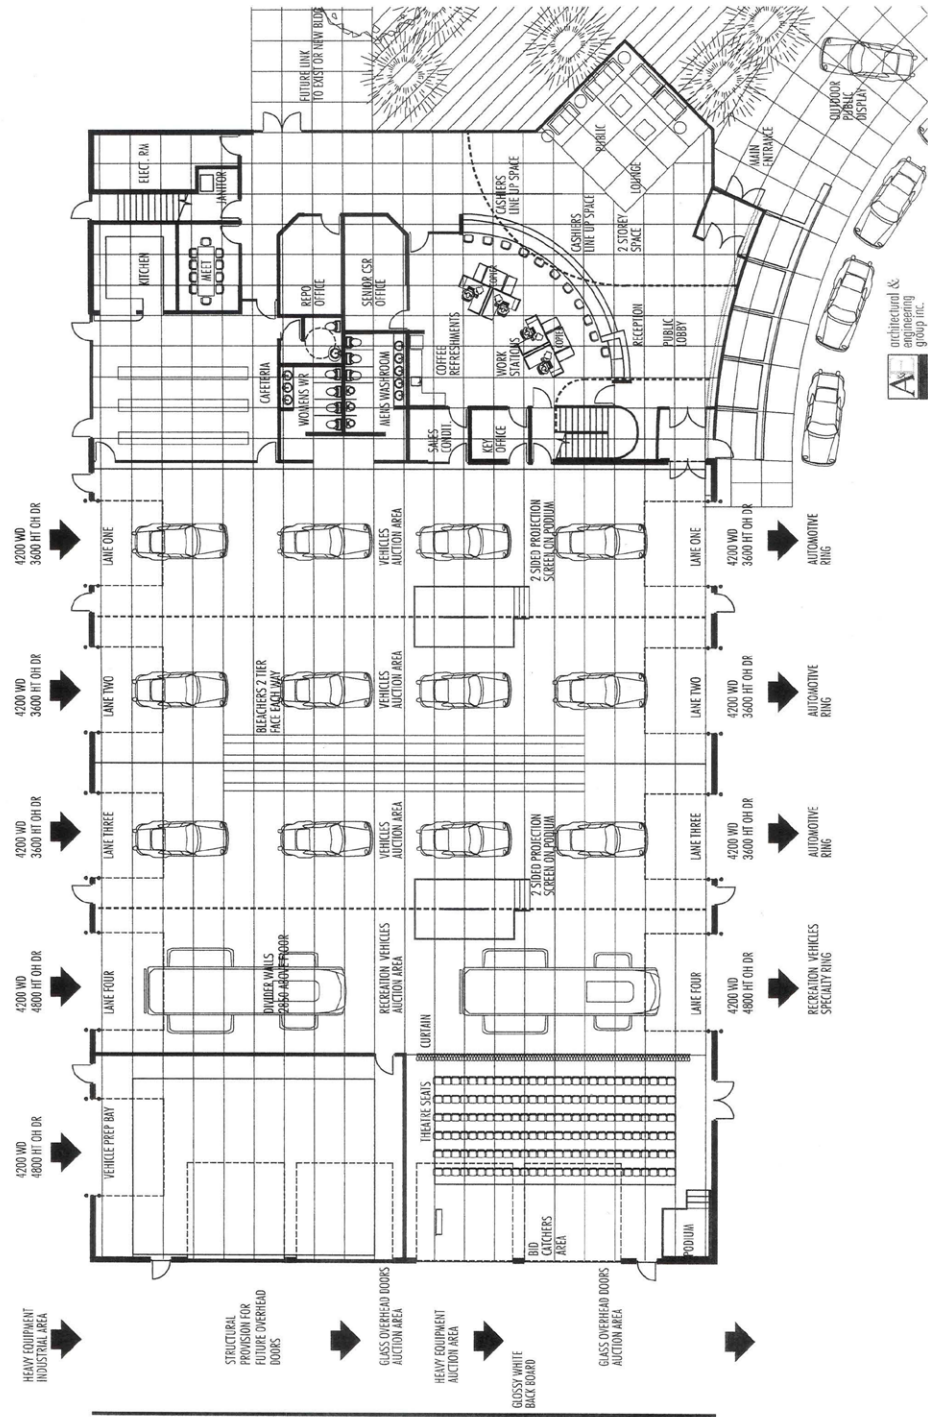 FUTURE LINK
TO EXIST OR NEW BLDG
ELECT. RM
JANITOR
KITCHEN
MEET
REPO
OFFICE
SENIOR CSR
OFFICE
CASHIERS
LINE UP SPACE
PUBLIC
LOUNGE
OUTDOOR
PUBLIC
DISPLAY
MAIN
ENTRANCE
CASHIERS
LINE UP SPACE
2 STOREY
SPACE
CAFETERIA
WOMENS WR
MENS WASHROOM
COFFEE
REFRESHMENTS
COPIER
WORK
STATIONS
COPIER
RECEPTION
PUBLIC
LOBBY
SALES
CONDIT.
KEY
OFFICE
architectural &
engineering
group inc.
4200 WD
3600 HT OH DR
LANE ONE
VEHICLES
AUCTION AREA
2 SIDED PROJECTION
SCREEN ON PODIUM
LANE ONE
4200 WD
3600 HT OH DR
AUTOMOTIVE
RING
4200 WD
3600 HT OH DR
LANE TWO
BLEACHERS 2 TIER
FACE EACH WAY
VEHICLES
AUCTION AREA
LANE TWO
4200 WD
3600 HT OH DR
AUTOMOTIVE
RING
4200 WD
3600 HT OH DR
LANE THREE
VEHICLES
AUCTION AREA
2 SIDED PROJECTION
SCREEN ON PODIUM
LANE THREE
4200 WD
3600 HT OH DR
AUTOMOTIVE
RING
4200 WD
4800 HT OH DR
LANE FOUR
DIVIDER WALLS
2850 ABOVE FLOOR
RECREATION VEHICLES
AUCTION AREA
CURTAIN
LANE FOUR
4200 WD
4800 HT OH DR
RECREATION VEHICLES
SPECIALTY RING
4200 WD
4800 HT OH DR
VEHICLE PREP BAY
THEATRE SEATS
BID
CATCHERS
AREA
PODIUM
HEAVY EQUIPMENT
INDUSTRIAL AREA
STRUCTURAL
PROVISION FOR
FUTURE OVERHEAD
DOORS
GLASS OVERHEAD DOORS
AUCTION AREA
HEAVY EQUIPMENT
AUCTION AREA
GLOSSY WHITE
BACK BOARD
GLASS OVERHEAD DOORS
AUCTION AREA